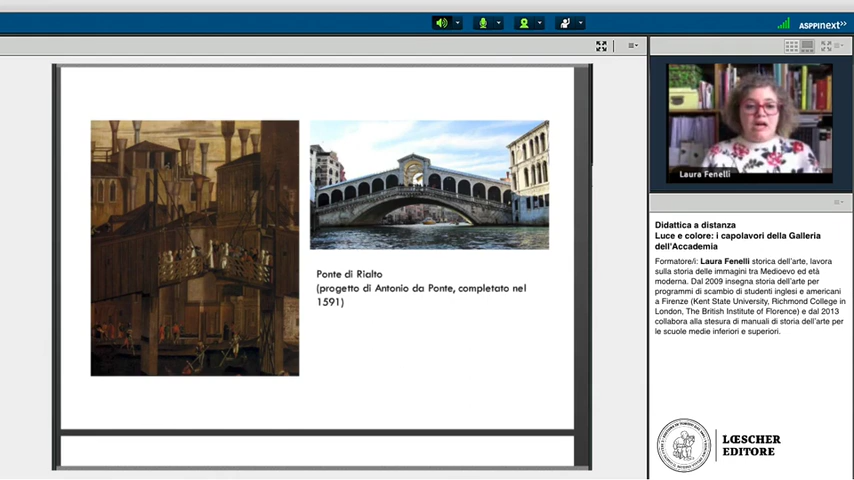 ASPPInext>>
Laura Fenelli
Ponte di Rialto
(progetto di Antonio da Ponte, completato nel
1591)
Didattica a distanza
Luce e colore: i capolavori della Galleria
dell'Accademia
Formatore/i: Laura Fenelli storica dell'arte, lavora
sulla storia delle immagini tra Medioevo ed età
moderna. Dal 2009 insegna storia dell'arte per
programmi di scambio di studenti inglesi e americani
a Firenze (Kent State University, Richmond College in
London, The British Institute of Florence) e dal 2013
collabora alla stesura di manuali di storia dell'arte per
le scuole medie inferiori e superiori.
LŒSCHER
EDITORE